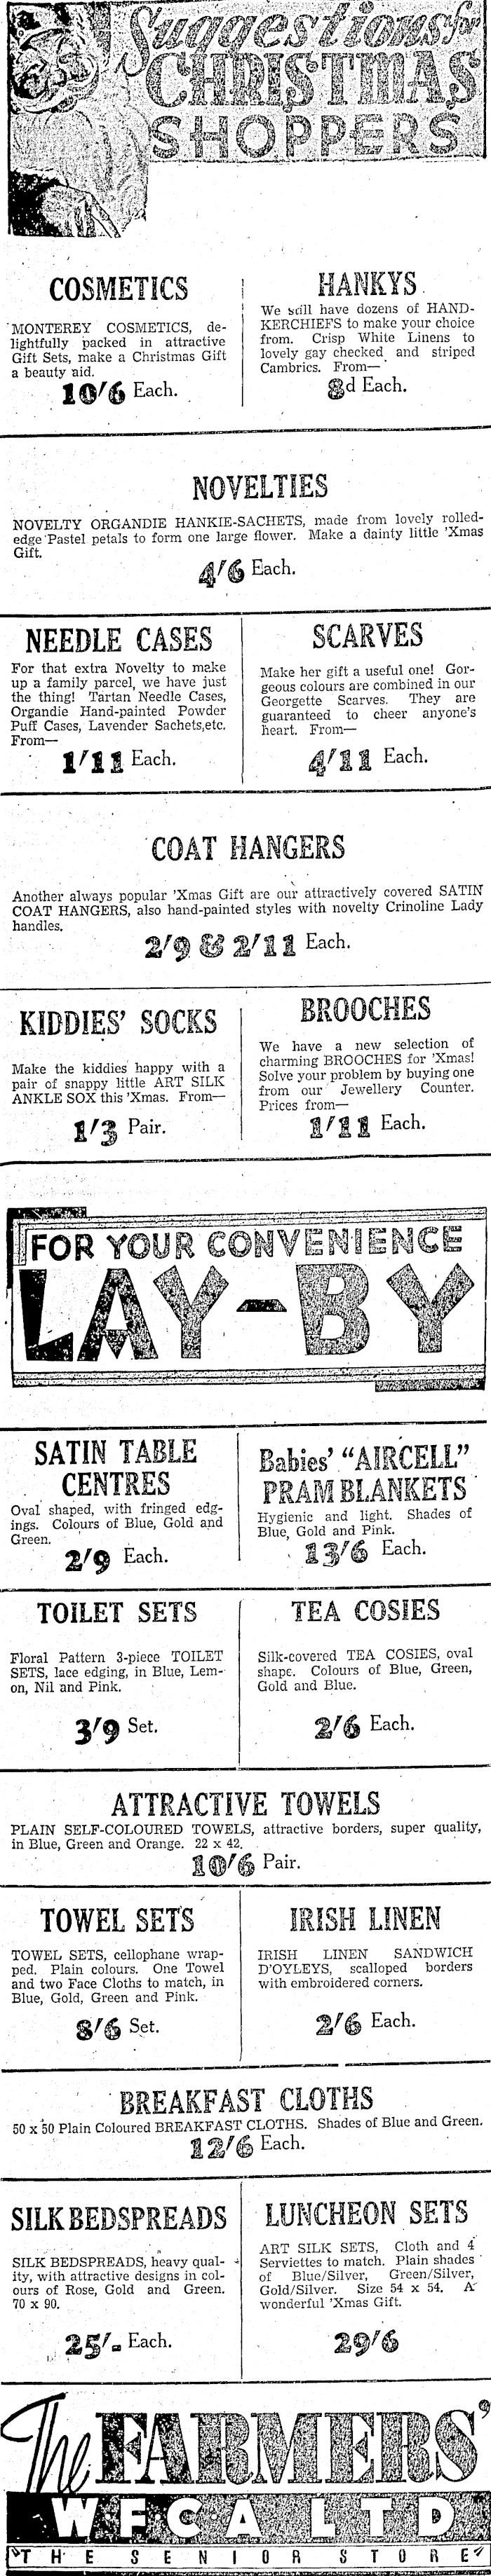 Suggestions for
CHRISTMAS
SHOPPERS
COSMETICS
MONTEREY COSMETICS, de-
lightfully packed in attractive
Gift Sets, make a Christmas Gift
a beauty aid.
10/6 Each.
HANKYS
We still have dozens of HAND-
KERCHIEFS to make your choice
from. Crisp White Linens to
lovely gay checked and striped
Cambrics. From—
8d Each.
NOVELTIES
NOVELTY ORGANDIE HANKIE-SACHETS, made from lovely rolled-
edge Pastel petals to form one large flower. Make a dainty little 'Xmas
Gift.
4/6 Each.
NEEDLE CASES
For that extra Novelty to make
up a family parcel, we have just
the thing! Tartan Needle Cases,
Organdie Hand-painted Powder
Puff Cases, Lavender Sachets,etc.
From—
1/11 Each.
SCARVES
Make her gift a useful one! Gor-
geous colours are combined in our
Georgette Scarves. They are
guaranteed to cheer anyone's
heart. From—
4/11 Each.
COAT HANGERS
Another always popular 'Xmas Gift are our attractively covered SATIN
COAT HANGERS, also hand-painted styles with novelty Crinoline Lady
handles.
2/9 & 2/11 Each.
KIDDIES' SOCKS
Make the kiddies happy with a
pair of snappy little ART SILK
ANKLE SOX this 'Xmas. From—
1/3 Pair.
BROOCHES
We have a new selection of
charming BROOCHES for 'Xmas!
Solve your problem by buying one
from our Jewellery Counter.
Prices from—
1/11 Each.
FOR YOUR CONVENIENCE
LAY-BY
SATIN TABLE
CENTRES
Oval shaped, with fringed edg-
ings. Colours of Blue, Gold and
Green.
2/9 Each.
Babies' "AIRCELL"
PRAM BLANKETS
Hygienic and light. Shades of
Blue, Gold and Pink.
13/6 Each.
TOILET SETS
Floral Pattern 3-piece TOILET
SETS, lace edging, in Blue, Lem-
on, Nil and Pink.
3/9 Set.
TEA COSIES
Silk-covered TEA COSIES, oval
shape. Colours of Blue, Green,
Gold and Blue.
2/6 Each.
ATTRACTIVE TOWELS
PLAIN SELF-COLOURED TOWELS, attractive borders, super quality,
in Blue, Green and Orange. 22 x 42.
10/6 Pair.
TOWEL SETS
TOWEL SETS, cellophane wrap-
ped. Plain colours. One Towel
and two Face Cloths to match, in
Blue, Gold, Green and Pink.
8/6 Set.
IRISH LINEN
IRISH LINEN SANDWICH
D'OYLEYS, scalloped borders
with embroidered corners.
2/6 Each.
BREAKFAST CLOTHS
50 x 50 Plain Coloured BREAKFAST CLOTHS. Shades of Blue and Green.
12/6 Each.
SILK BEDSPREADS
SILK BEDSPREADS, heavy qual-
ity, with attractive designs in col-
ours of Rose, Gold and Green.
70 x 90.
25/- Each.
LUNCHEON SETS
ART SILK SETS, Cloth and 4
Serviettes to match. Plain shades
of Blue/Silver, Green/Silver,
Gold/Silver. Size 54 x 54. A
wonderful 'Xmas Gift.
29/6
The FARMERS'
WFCA LTD
"THE SENIOR STORE"